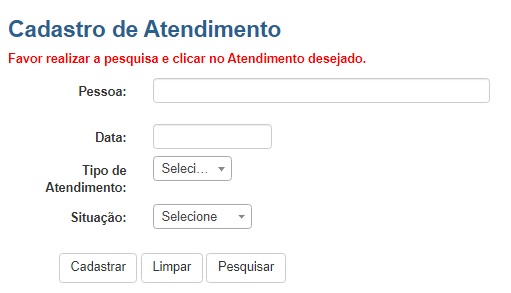 Cadastro de Atendimento
Favor realizar a pesquisa e clicar no Atendimento desejado.
Pessoa:
Data:
Tipo de
Atendimento:
Seleci...
Situação:
Selecione
Cadastrar
Limpar
Pesquisar